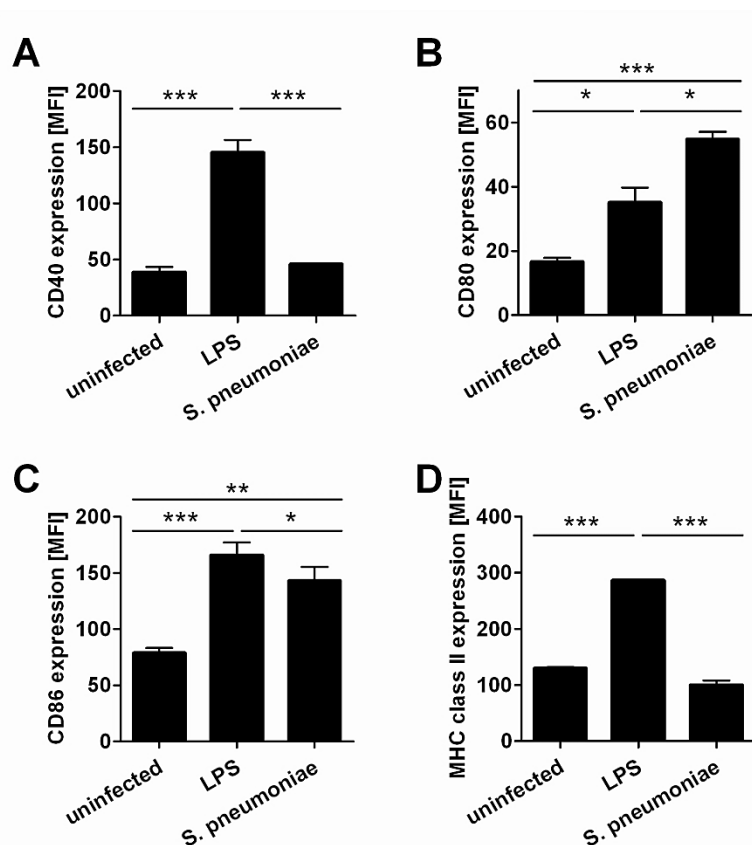 A
CD40 expression [MFI]
200
150
100
50
0
***
***
uninfected
LPS
S. pneumoniae
B
CD80 expression [MFI]
60
40
20
0
***
*
*
uninfected
LPS
S. pneumoniae
C
CD86 expression [MFI]
200
150
100
50
0
**
***
*
uninfected
LPS
S. pneumoniae
D
MHC class II expression [MFI]
400
300
200
100
0
***
***
uninfected
LPS
S. pneumoniae